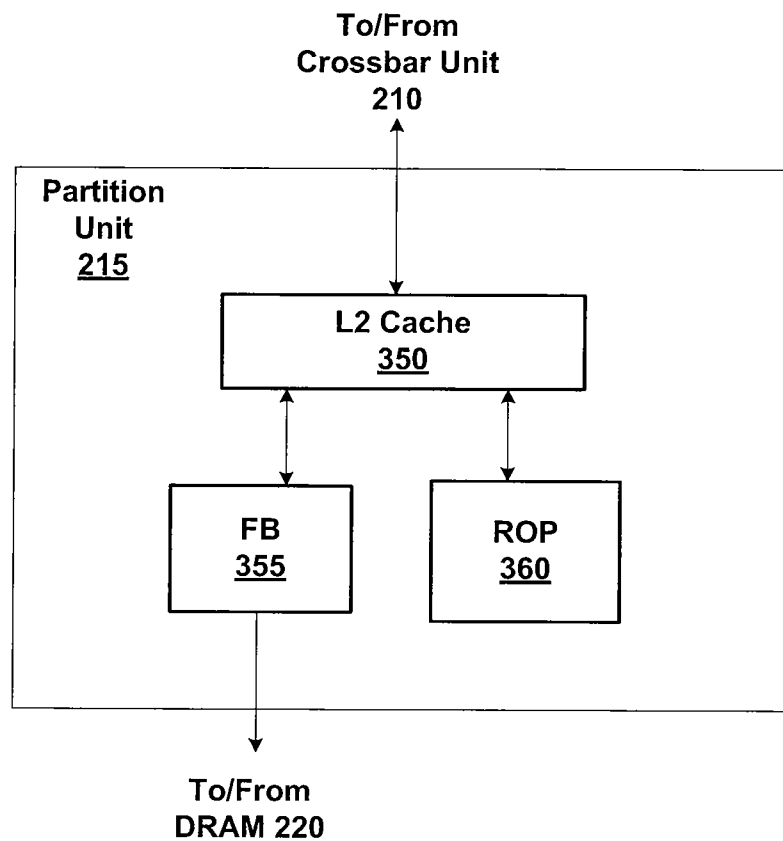 To/From
Crossbar Unit
210
Partition
Unit
215
L2 Cache
350
FB
355
ROP
360
To/From
DRAM 220